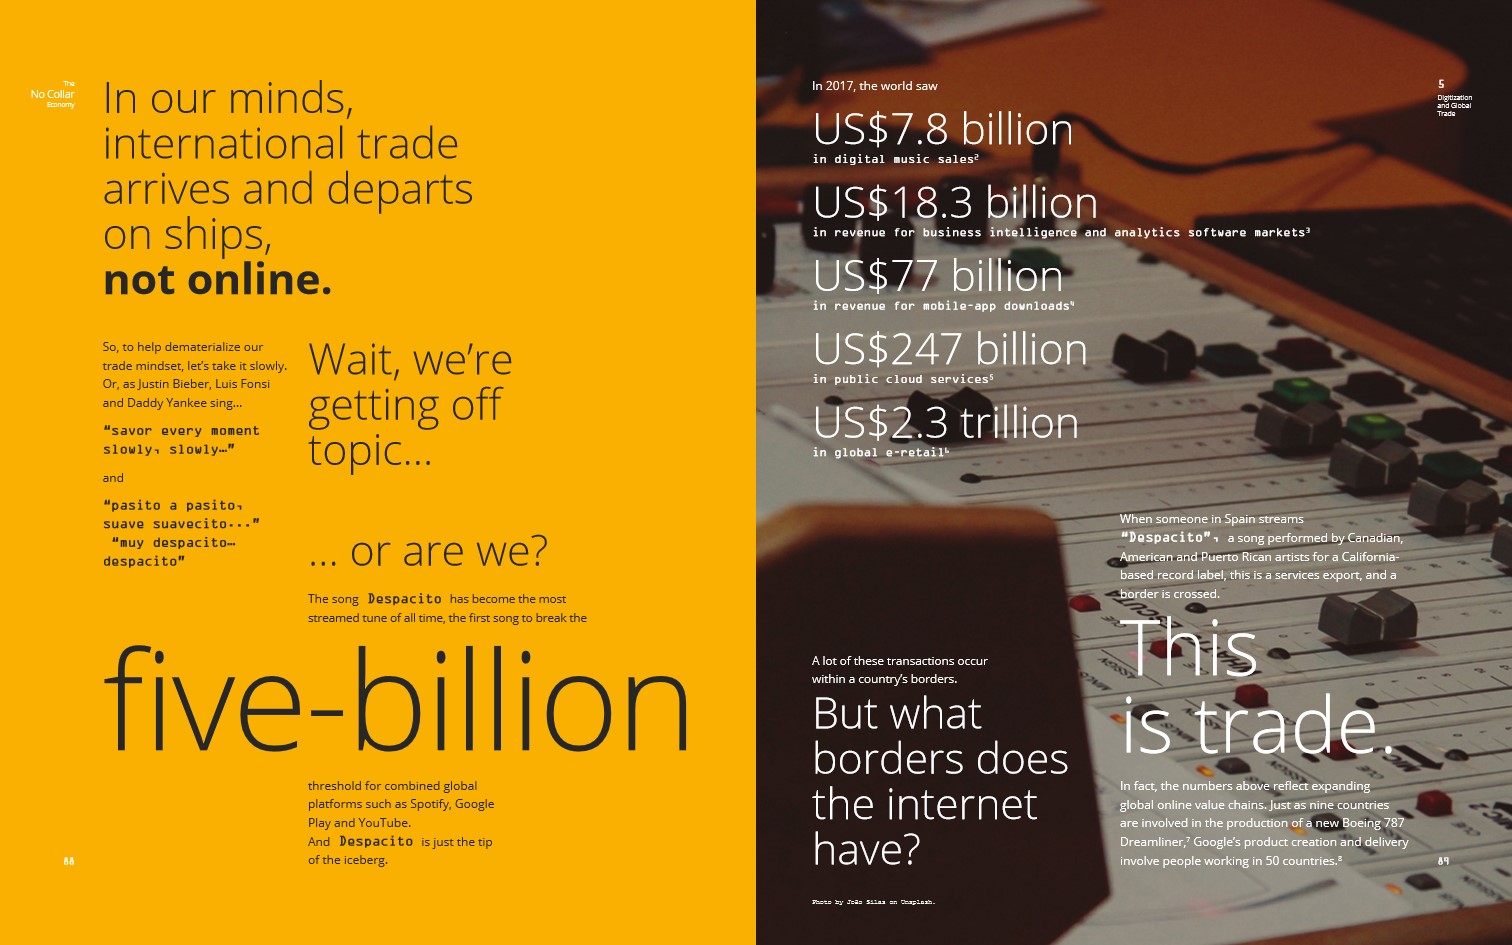 The
No Collar
Economy
In our minds,
international trade
arrives and departs
on ships,
not online.
So, to help dematerialize our
trade mindset, let’s take it slowly.
Or, as Justin Bieber, Luis Fonsi
and Daddy Yankee sing...
“savor every moment
slowly, slowly…”
and
“pasito a pasito,
suave suavecito...”
“muy despacito…
despacito”
Wait, we’re
getting off
topic...
... or are we?
The song Despacito has become the most
streamed tune of all time, the first song to break the
five-billion
threshold for combined global
platforms such as Spotify, Google
Play and YouTube.
And Despacito is just the tip
of the iceberg.
88
In 2017, the world saw
US$7.8 billion
in digital music sales²
US$18.3 billion
in revenue for business intelligence and analytics software markets³
US$77 billion
in revenue for mobile-app downloads⁴
US$247 billion
in public cloud services⁵
US$2.3 trillion
in global e-retail⁶
5
Digitization
and Global
Trade
A lot of these transactions occur
within a country’s borders.
But what
borders does
the internet
have?
Photo by João Silas on Unsplash.
When someone in Spain streams
“Despacito”, a song performed by Canadian,
American and Puerto Rican artists for a California-
based record label, this is a services export, and a
border is crossed.
This
is trade.
In fact, the numbers above reflect expanding
global online value chains. Just as nine countries
are involved in the production of a new Boeing 787
Dreamliner,⁷ Google’s product creation and delivery
involve people working in 50 countries.⁸
89